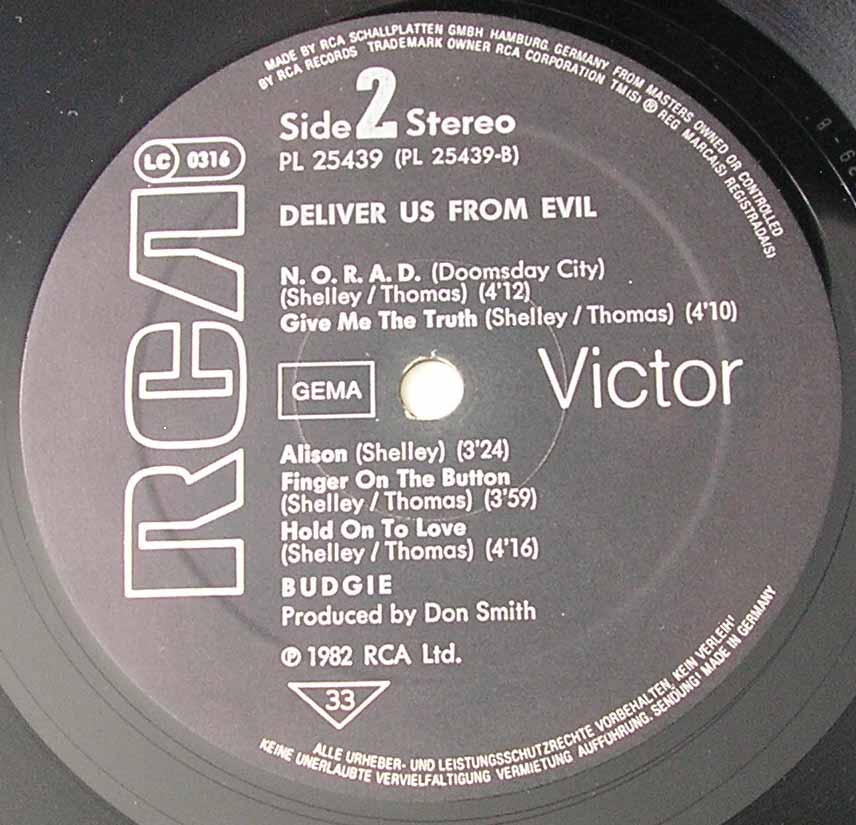 MADE BY RCA SCHALLPLATTEN GMBH HAMBURG. GERMANY FROM MASTERS OWNED OR CONTROLLED
BY RCA RECORDS TRADEMARK OWNER RCA CORPORATION TM(S) ® REG MARCA(S) REGISTRADA(S)
Side 2 Stereo
LC 0316
PL 25439 (PL 25439-B)
RCA
DELIVER US FROM EVIL
N. O. R. A. D. (Doomsday City)
(Shelley / Thomas) (4'12)
Give Me The Truth (Shelley / Thomas) (4'10)
GEMA
Victor
Alison (Shelley) (3'24)
Finger On The Button
(Shelley / Thomas) (3'59)
Hold On To Love
(Shelley / Thomas) (4'16)
BUDGIE
Produced by Don Smith
℗ 1982 RCA Ltd.
33
ALLE URHEBER- UND LEISTUNGSSCHUTZRECHTE VORBEHALTEN. KEIN VERLEIH!
KEINE UNERLAUBTE VERVIELFALTIGUNG VERMIETUNG AUFFÜHRUNG. SENDUNG! MADE IN GERMANY